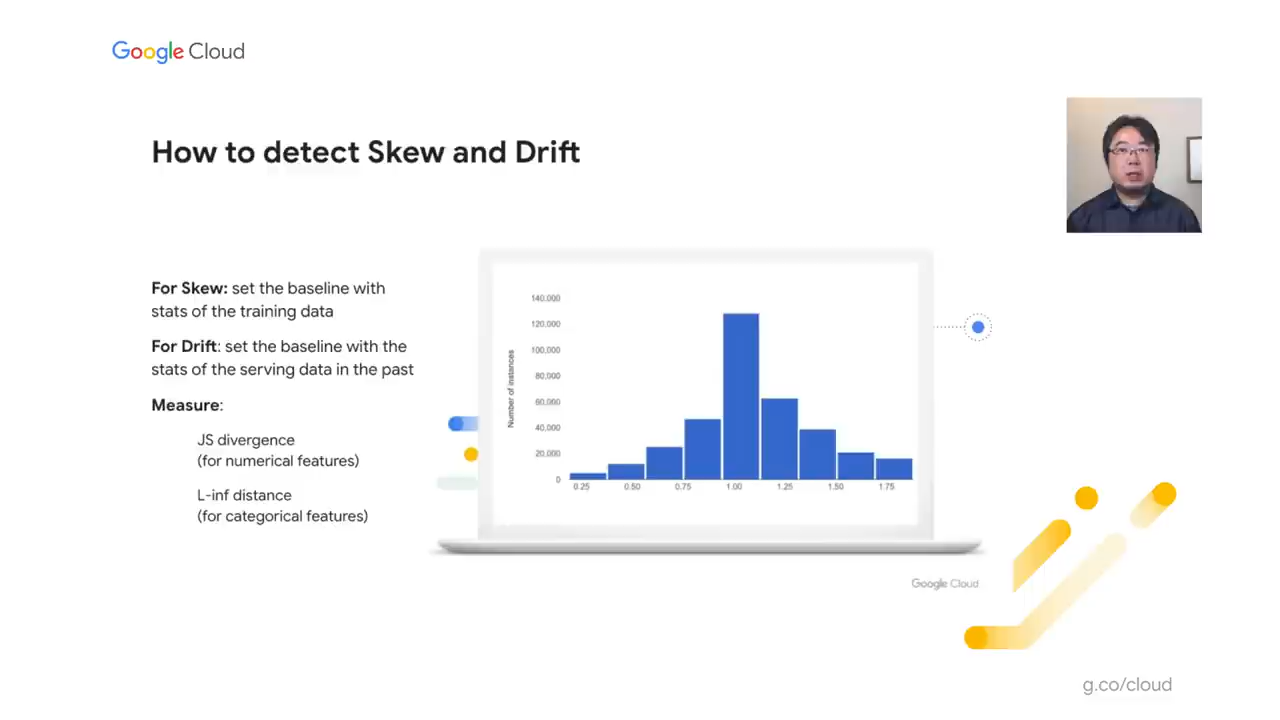 Google Cloud
How to detect Skew and Drift
For Skew: set the baseline with
stats of the training data
For Drift: set the baseline with the
stats of the serving data in the past
Measure:
JS divergence
(for numerical features)
L-inf distance
(for categorical features)
Number of instances
140,000
120,000
100,000
80,000
60,000
40,000
20,000
0
0.25 0.50 0.75 1.00 1.25 1.50 1.75
Google Cloud
g.co/cloud